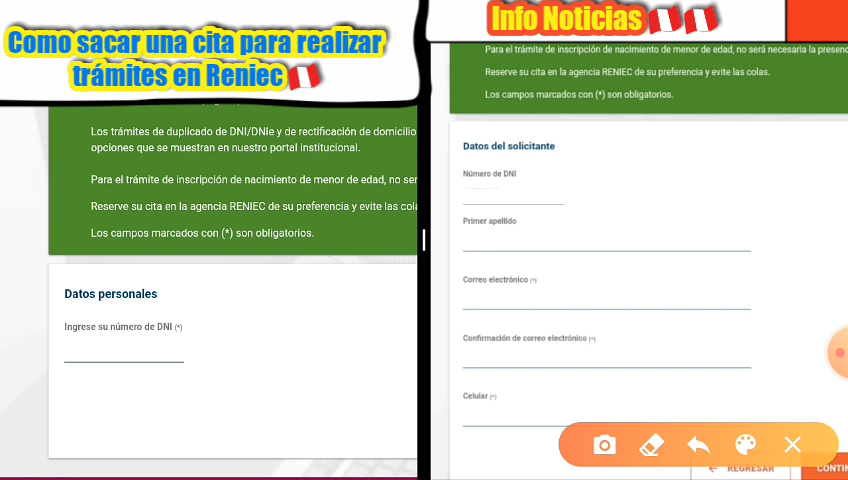 Como sacar una cita para realizar
trámites en Reniec
Los trámites de duplicado de DNI/DNIe y de rectificación de domicilio
opciones que se muestran en nuestro portal institucional.
Para el trámite de inscripción de nacimiento de menor de edad, no
Reserve su cita en la agencia RENIEC de su preferencia y evite las
Los campos marcados con (*) son obligatorios.
Datos personales
Ingrese su número de DNI (*)
Info Noticias
Para el trámite de inscripción de nacimiento de menor de edad, no será necesaria la
Reserve su cita en la agencia RENIEC de su preferencia y evite las colas.
Los campos marcados con (*) son obligatorios.
Datos del solicitante
Número de DNI
Primer apellido
Correo electrónico (*)
Confirmación de correo electrónico (*)
Celular (*)
REGRESAR